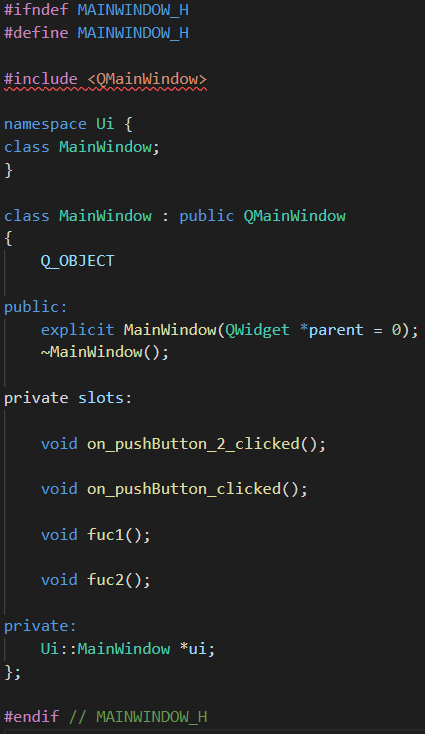 #ifndef MAINWINDOW_H
#define MAINWINDOW_H
#include <QMainWindow>
namespace Ui {
class MainWindow;
}
class MainWindow : public QMainWindow
{
    Q_OBJECT
public:
    explicit MainWindow(QWidget *parent = 0);
    ~MainWindow();
private slots:
    void on_pushButton_2_clicked();
    void on_pushButton_clicked();
    void fuc1();
    void fuc2();
private:
    Ui::MainWindow *ui;
};
#endif // MAINWINDOW_H